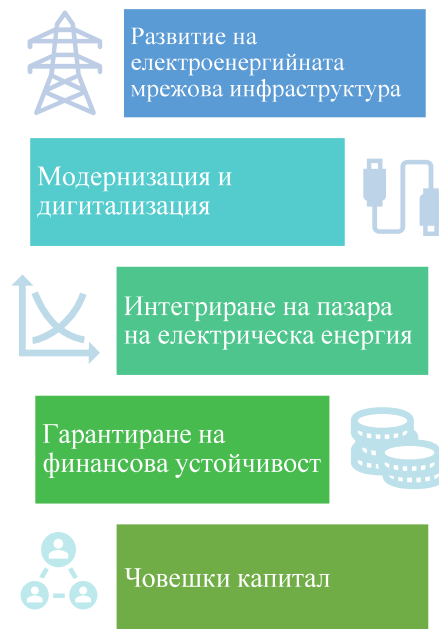 Развитие на
електроенергийната
мрежова инфраструктура
Модернизация и
дигитализация
Интегриране на пазара
на електрическа енергия
Гарантиране на
финансова устойчивост
Човешки капитал